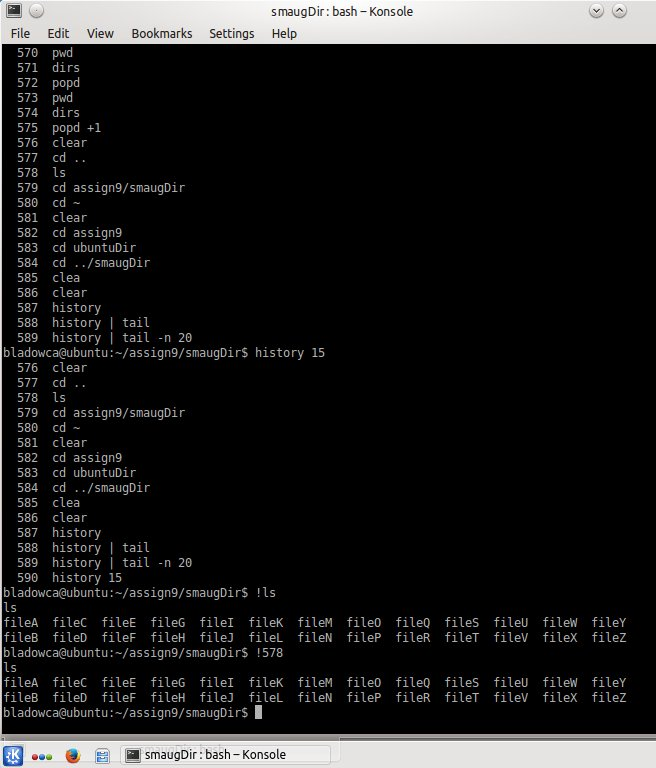 smaugDir : bash – Konsole
File Edit View Bookmarks Settings Help
570 pwd
571 dirs
572 popd
573 pwd
574 dirs
575 popd +1
576 clear
577 cd ..
578 ls
579 cd assign9/smaugDir
580 cd ~
581 clear
582 cd assign9
583 cd ubuntuDir
584 cd ../smaugDir
585 clea
586 clear
587 history
588 history | tail
589 history | tail -n 20
bladowca@ubuntu:~/assign9/smaugDir$ history 15
576 clear
577 cd ..
578 ls
579 cd assign9/smaugDir
580 cd ~
581 clear
582 cd assign9
583 cd ubuntuDir
584 cd ../smaugDir
585 clea
586 clear
587 history
588 history | tail
589 history | tail -n 20
590 history 15
bladowca@ubuntu:~/assign9/smaugDir$ !ls
ls
fileA fileC fileE fileG fileI fileK fileM fileO fileQ fileS fileU fileW fileY
fileB fileD fileF fileH fileJ fileL fileN fileP fileR fileT fileV fileX fileZ
bladowca@ubuntu:~/assign9/smaugDir$ !578
ls
fileA fileC fileE fileG fileI fileK fileM fileO fileQ fileS fileU fileW fileY
fileB fileD fileF fileH fileJ fileL fileN fileP fileR fileT fileV fileX fileZ
bladowca@ubuntu:~/assign9/smaugDir$
smaugDir : bash – Konsole